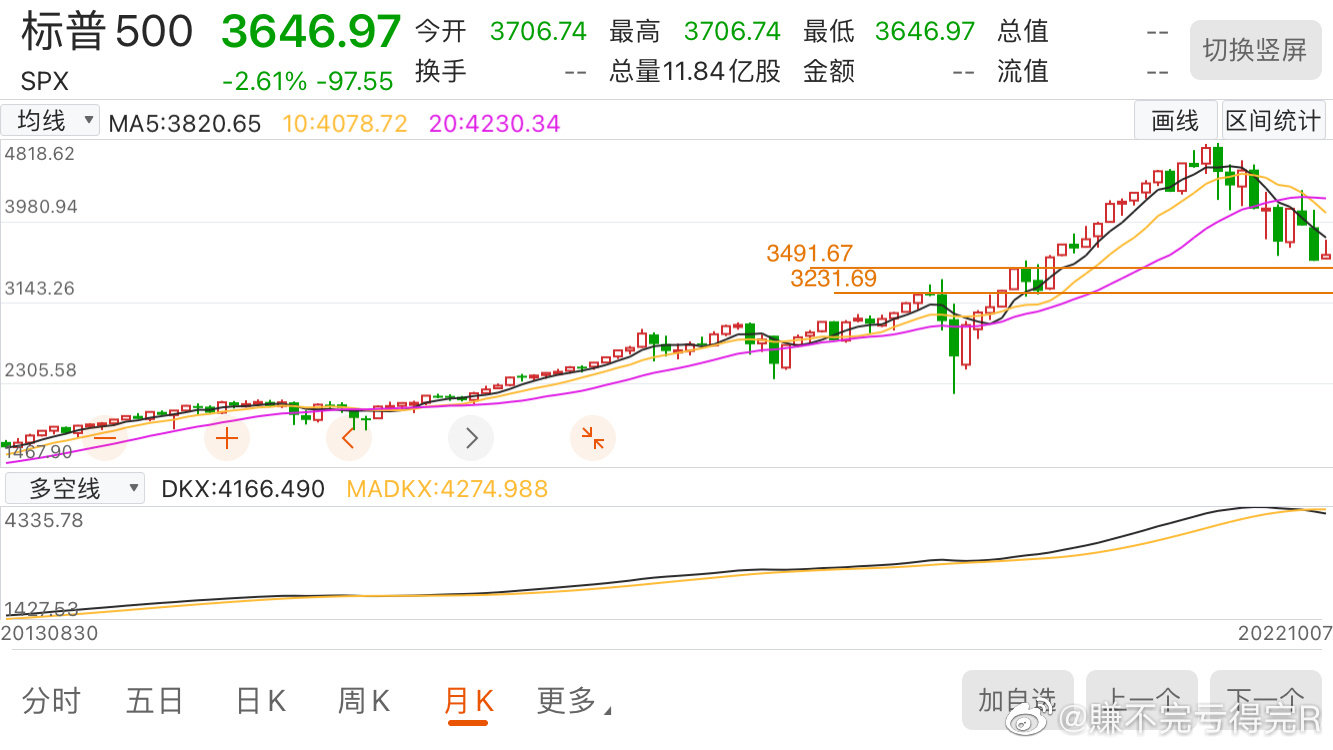 标普500 3646.97 今开 3706.74 最高 3706.74 最低 3646.97 总值 -- 切换竖屏
SPX -2.61% -97.55 换手 -- 总量11.84亿股 金额 -- 流值 --
均线 MA5:3820.65 10:4078.72 20:4230.34 画线 区间统计
4818.62
3980.94
3491.67
3231.69
3143.26
2305.58
1467.90
多空线 DKX:4166.490 MADKX:4274.988
4335.78
1427.53
20130830 20221007
分时 五日 日K 周K 月K 更多 加自选 上一个 下一个
@賺不完亏得完R